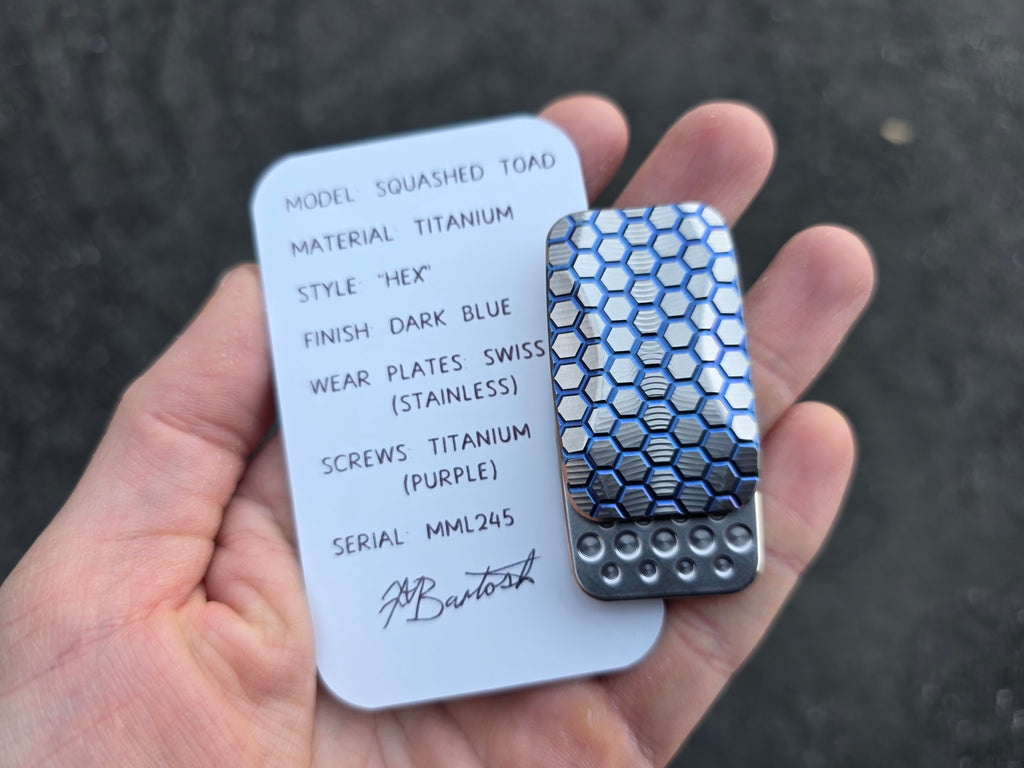 MODEL: SQUASHED TOAD
MATERIAL: TITANIUM
STYLE: "HEX"
FINISH: DARK BLUE
WEAR PLATES: SWISS
(STAINLESS)
SCREWS: TITANIUM
(PURPLE)
SERIAL: MML245
Bartosh